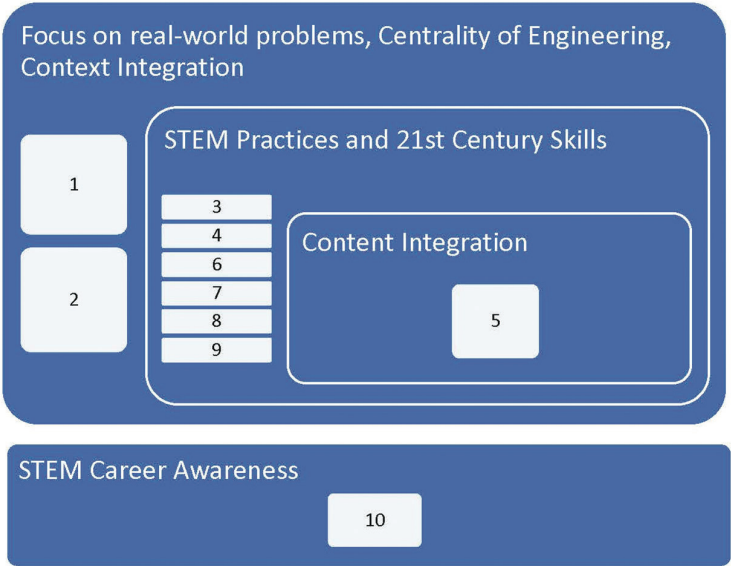 Focus on real-world problems, Centrality of Engineering,
Context Integration
1
2
STEM Practices and 21st Century Skills
3
4
6
7
8
9
Content Integration
5
STEM Career Awareness
10